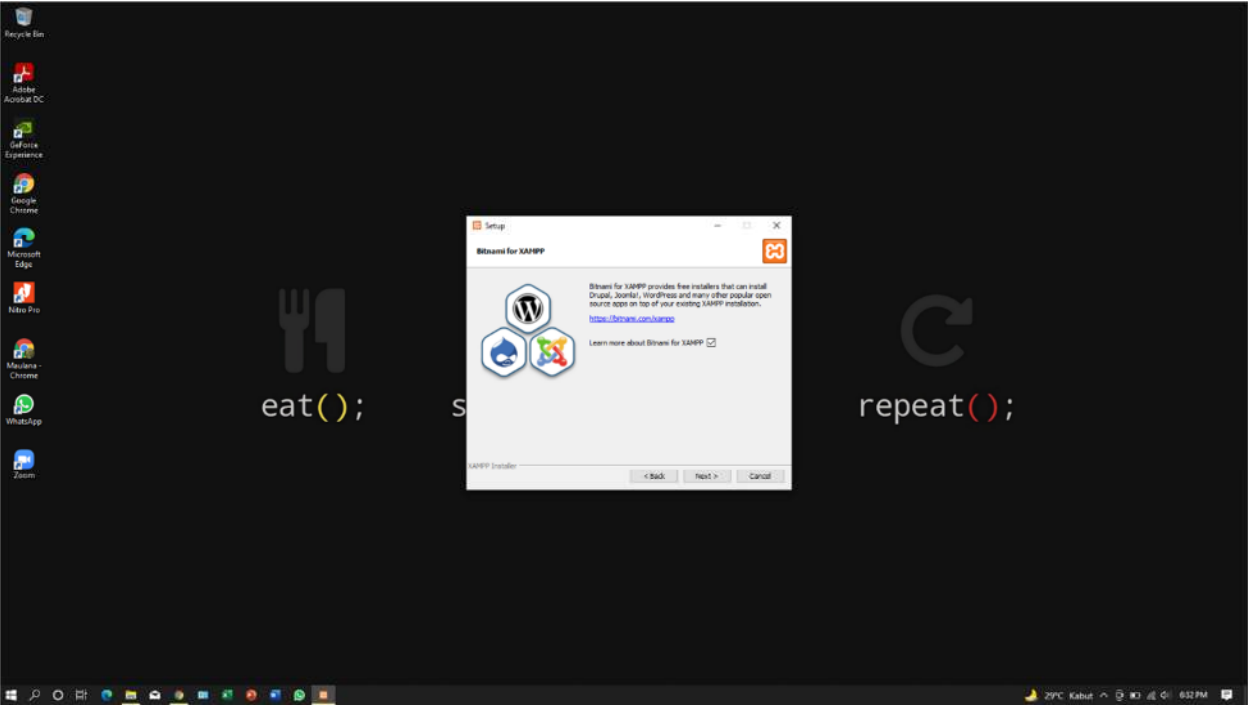 Recycle Bin
Adobe
Acrobat DC
GeForce
Experience
Google
Chrome
Microsoft
Edge
Nitro Pro
Maulana -
Chrome
WhatsApp
Zoom
Setup
Bitnami for XAMPP
Bitnami for XAMPP provides free installers that can install
Drupal, Joomla!, WordPress and many other popular open
source apps on top of your existing XAMPP installation.
https://bitnami.com/xampp
Learn more about Bitnami for XAMPP
XAMPP Installer
< Back
Next >
Cancel
eat();
s
repeat();
29°C Kabut
6:52 PM